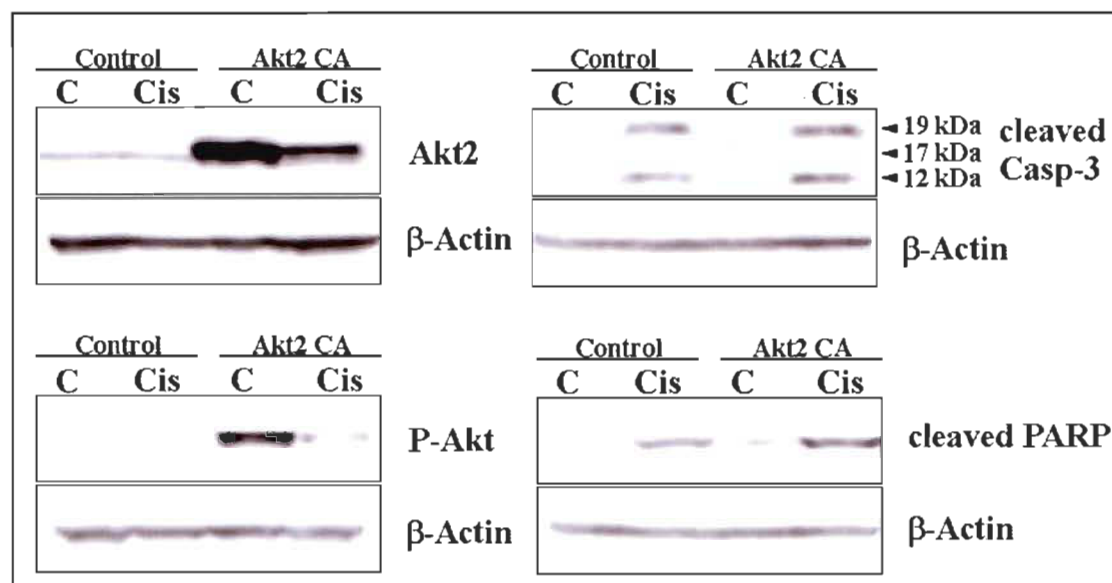 Control Akt2 CA
C Cis C Cis
Akt2
β-Actin
Control Akt2 CA
C Cis C Cis
19 kDa cleaved
17 kDa
12 kDa Casp-3
β-Actin
Control Akt2 CA
C Cis C Cis
P-Akt
β-Actin
Control Akt2 CA
C Cis C Cis
cleaved PARP
β-Actin